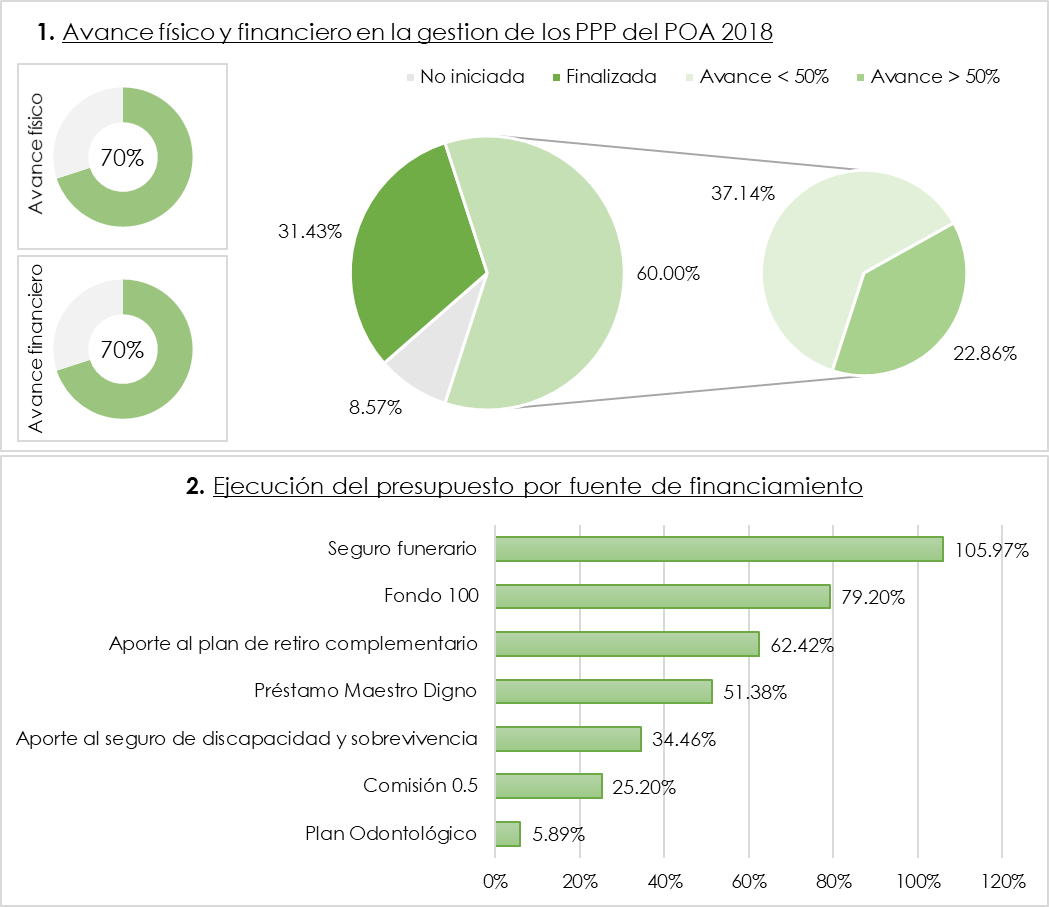 1. Avance físico y financiero en la gestion de los PPP del POA 2018
No iniciada
Finalizada
Avance < 50%
Avance > 50%
Avance físico
70%
Avance financiero
70%
31.43%
60.00%
8.57%
37.14%
22.86%
2. Ejecución del presupuesto por fuente de financiamiento
Seguro funerario
105.97%
Fondo 100
79.20%
Aporte al plan de retiro complementario
62.42%
Préstamo Maestro Digno
51.38%
Aporte al seguro de discapacidad y sobrevivencia
34.46%
Comisión 0.5
25.20%
Plan Odontológico
5.89%
0%
20%
40%
60%
80%
100%
120%